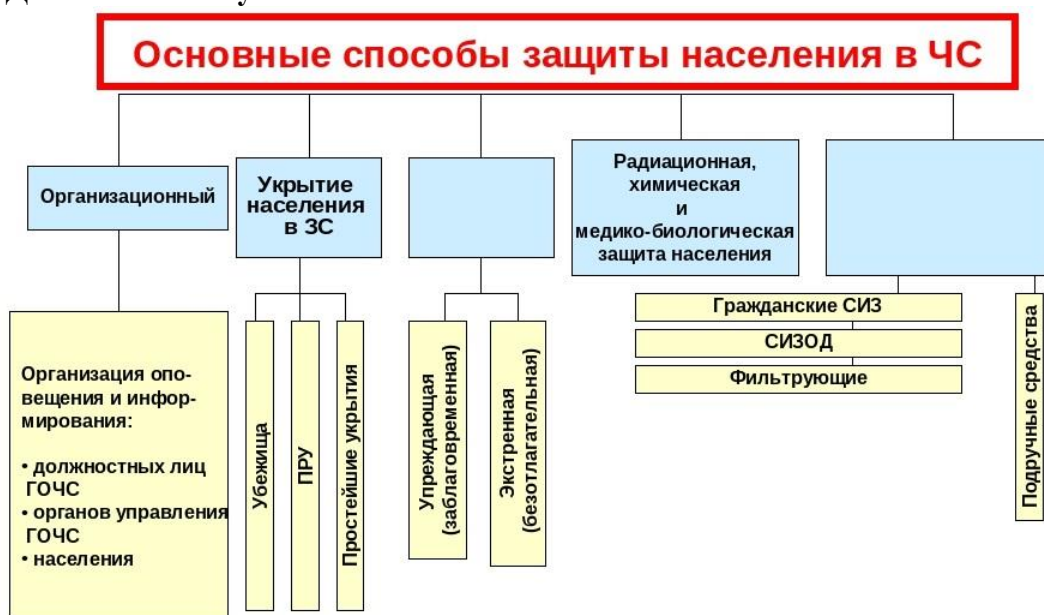 Основные способы защиты населения в ЧС
Организационный
Укрытие
населения
в ЗС
Радиационная,
химическая
и
медико-биологическая
защита населения
Организация опо-
вещения и инфор-
мирования:
• должностных лиц
ГОЧС
• органов управления
ГОЧС
• населения
Убежища
ПРУ
Простейшие укрытия
Упреждающая
(заблаговременная)
Экстренная
(безотлагательная)
Гражданские СИЗ
СИЗОД
Фильтрующие
Подручные средства